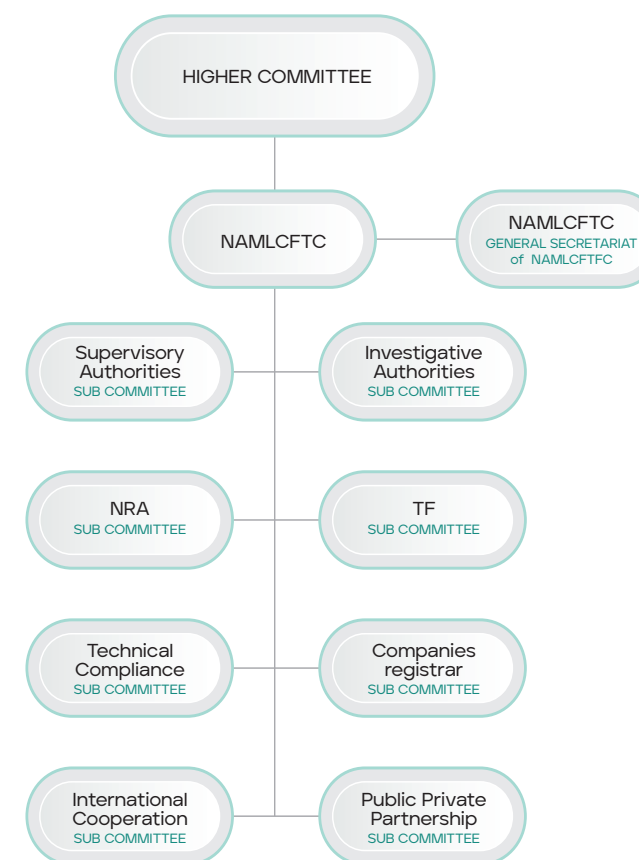 HIGHER COMMITTEE
NAMLCFTC
NAMLCFTC
GENERAL SECRETARIAT
of NAMLCFTFC
Supervisory
Authorities
SUB COMMITTEE
Investigative
Authorities
SUB COMMITTEE
NRA
SUB COMMITTEE
TF
SUB COMMITTEE
Technical
Compliance
SUB COMMITTEE
Companies
registrar
SUB COMMITTEE
International
Cooperation
SUB COMMITTEE
Public Private
Partnership
SUB COMMITTEE